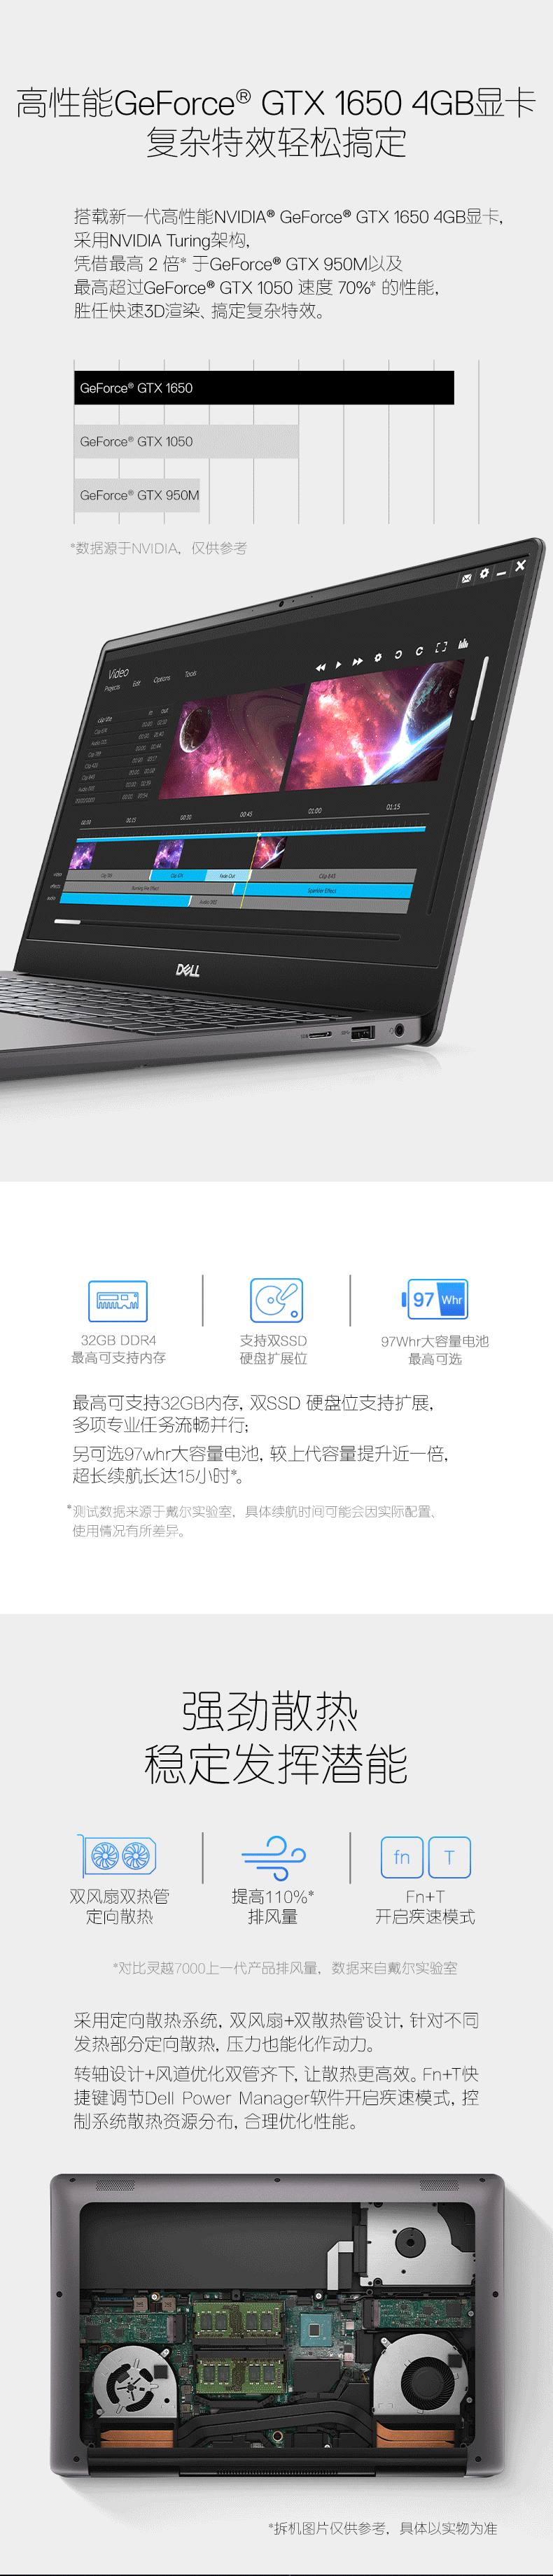 高性能GeForce® GTX 1650 4GB显卡
复杂特效轻松搞定
搭载新一代高性能NVIDIA® GeForce® GTX 1650 4GB显卡,
采用NVIDIA Turing架构,
凭借最高 2 倍* 于GeForce® GTX 950M以及
最高超过GeForce® GTX 1050 速度 70%* 的性能,
胜任快速3D渲染、搞定复杂特效。
GeForce® GTX 1650
GeForce® GTX 1050
GeForce® GTX 950M
*数据源于NVIDIA, 仅供参考
Video
Projects Edit Options Tools
in out
00:30 00:45 01:00 01:15
Fade Out
Sprinkler Effect
DELL
97 Whr
32GB DDR4
最高可支持内存
支持双SSD
硬盘扩展位
97Whr大容量电池
最高可选
最高可支持32GB内存, 双SSD 硬盘位支持扩展,
多项专业任务流畅并行;
另可选97whr大容量电池, 较上代容量提升近一倍,
超长续航长达15小时*。
*测试数据来源于戴尔实验室, 具体续航时间可能会因实际配置、
使用情况有所差异。
强劲散热
稳定发挥潜能
fn T
双风扇双热管
定向散热
提高110%*
排风量
Fn+T
开启疾速模式
*对比灵越7000上一代产品排风量, 数据来自戴尔实验室
采用定向散热系统, 双风扇+双散热管设计, 针对不同
发热部分定向散热, 压力也能化作动力。
转轴设计+风道优化双管齐下, 让散热更高效。Fn+T快
捷键调节Dell Power Manager软件开启疾速模式, 控
制系统散热资源分布, 合理优化性能。
*拆机图片仅供参考, 具体以实物为准